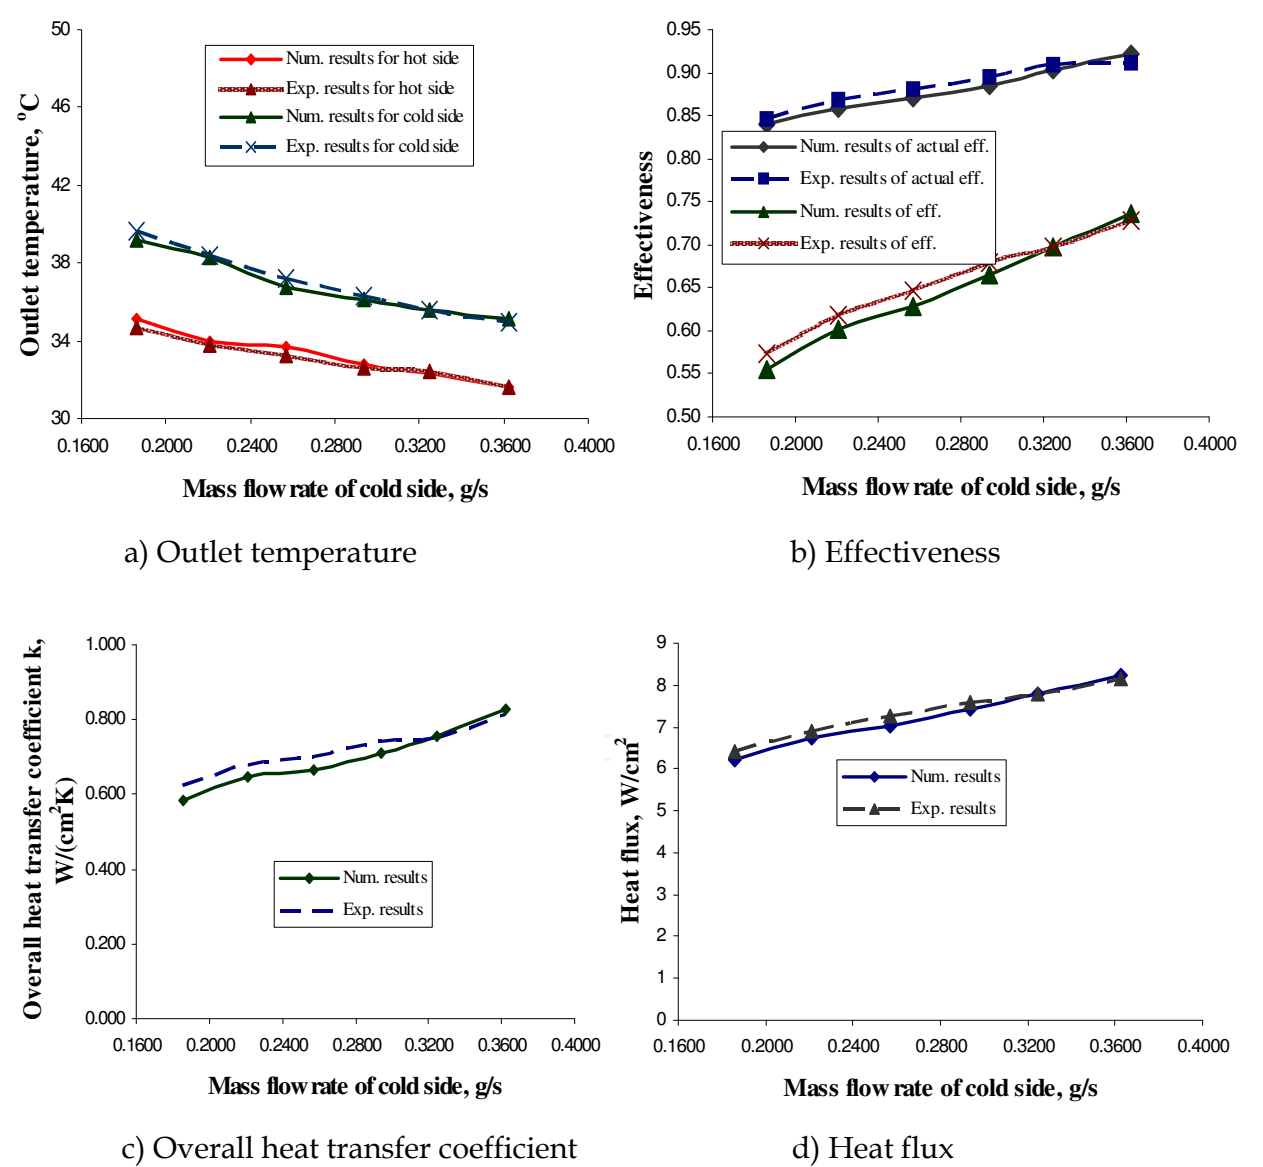 50
46
42
38
34
30
Outlet temperature, °C
Num. results for hot side
Exp. results for hot side
Num. results for cold side
Exp. results for cold side
0.1600 0.2000 0.2400 0.2800 0.3200 0.3600 0.4000
Mass flow rate of cold side, g/s
a) Outlet temperature
0.95
0.90
0.85
0.80
0.75
0.70
0.65
0.60
0.55
0.50
Effectiveness
Num. results of actual eff.
Exp. results of actual eff.
Num. results of eff.
Exp. results of eff.
0.1600 0.2000 0.2400 0.2800 0.3200 0.3600 0.4000
Mass flow rate of cold side, g/s
b) Effectiveness
1.000
0.800
0.600
0.400
0.200
0.000
Overall heat transfer coefficient k,
W/(cm²K)
Num. results
Exp. results
0.1600 0.2000 0.2400 0.2800 0.3200 0.3600 0.4000
Mass flow rate of cold side, g/s
c) Overall heat transfer coefficient
9
8
7
6
5
4
3
2
1
0
Heat flux, W/cm²
Num. results
Exp. results
0.1600 0.2000 0.2400 0.2800 0.3200 0.3600 0.4000
Mass flow rate of cold side, g/s
d) Heat flux